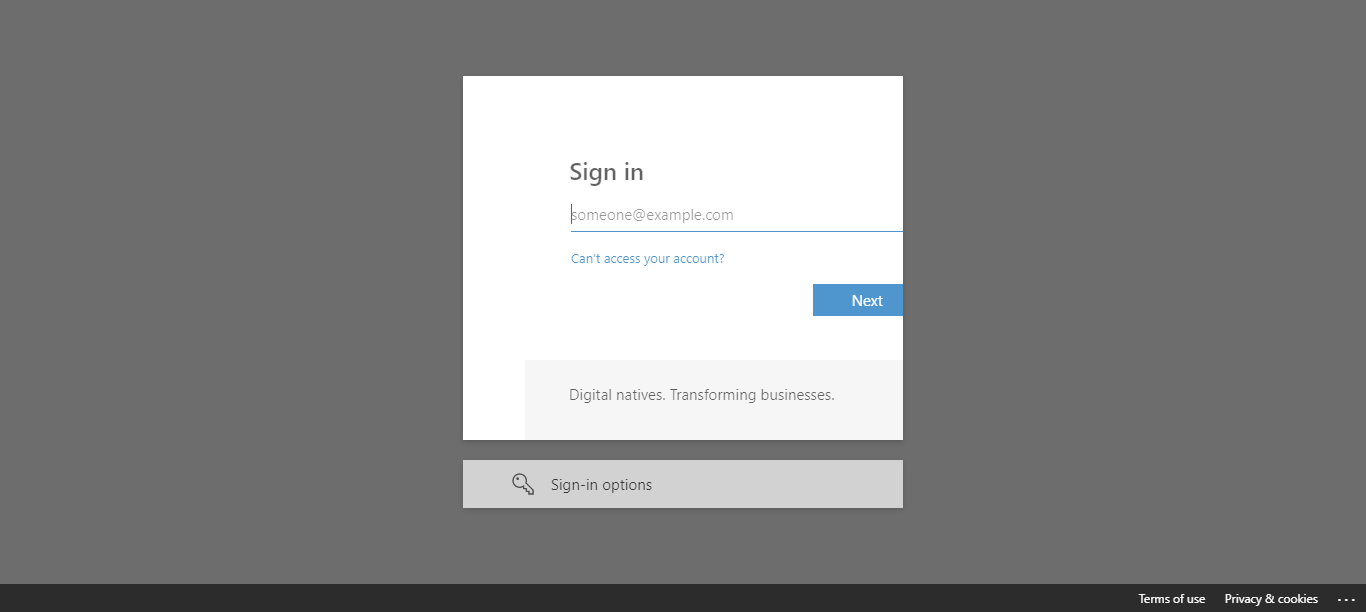 Sign in
someone@example.com
Can't access your account?
Next
Digital natives. Transforming businesses.
Sign-in options
Terms of use Privacy & cookies ...